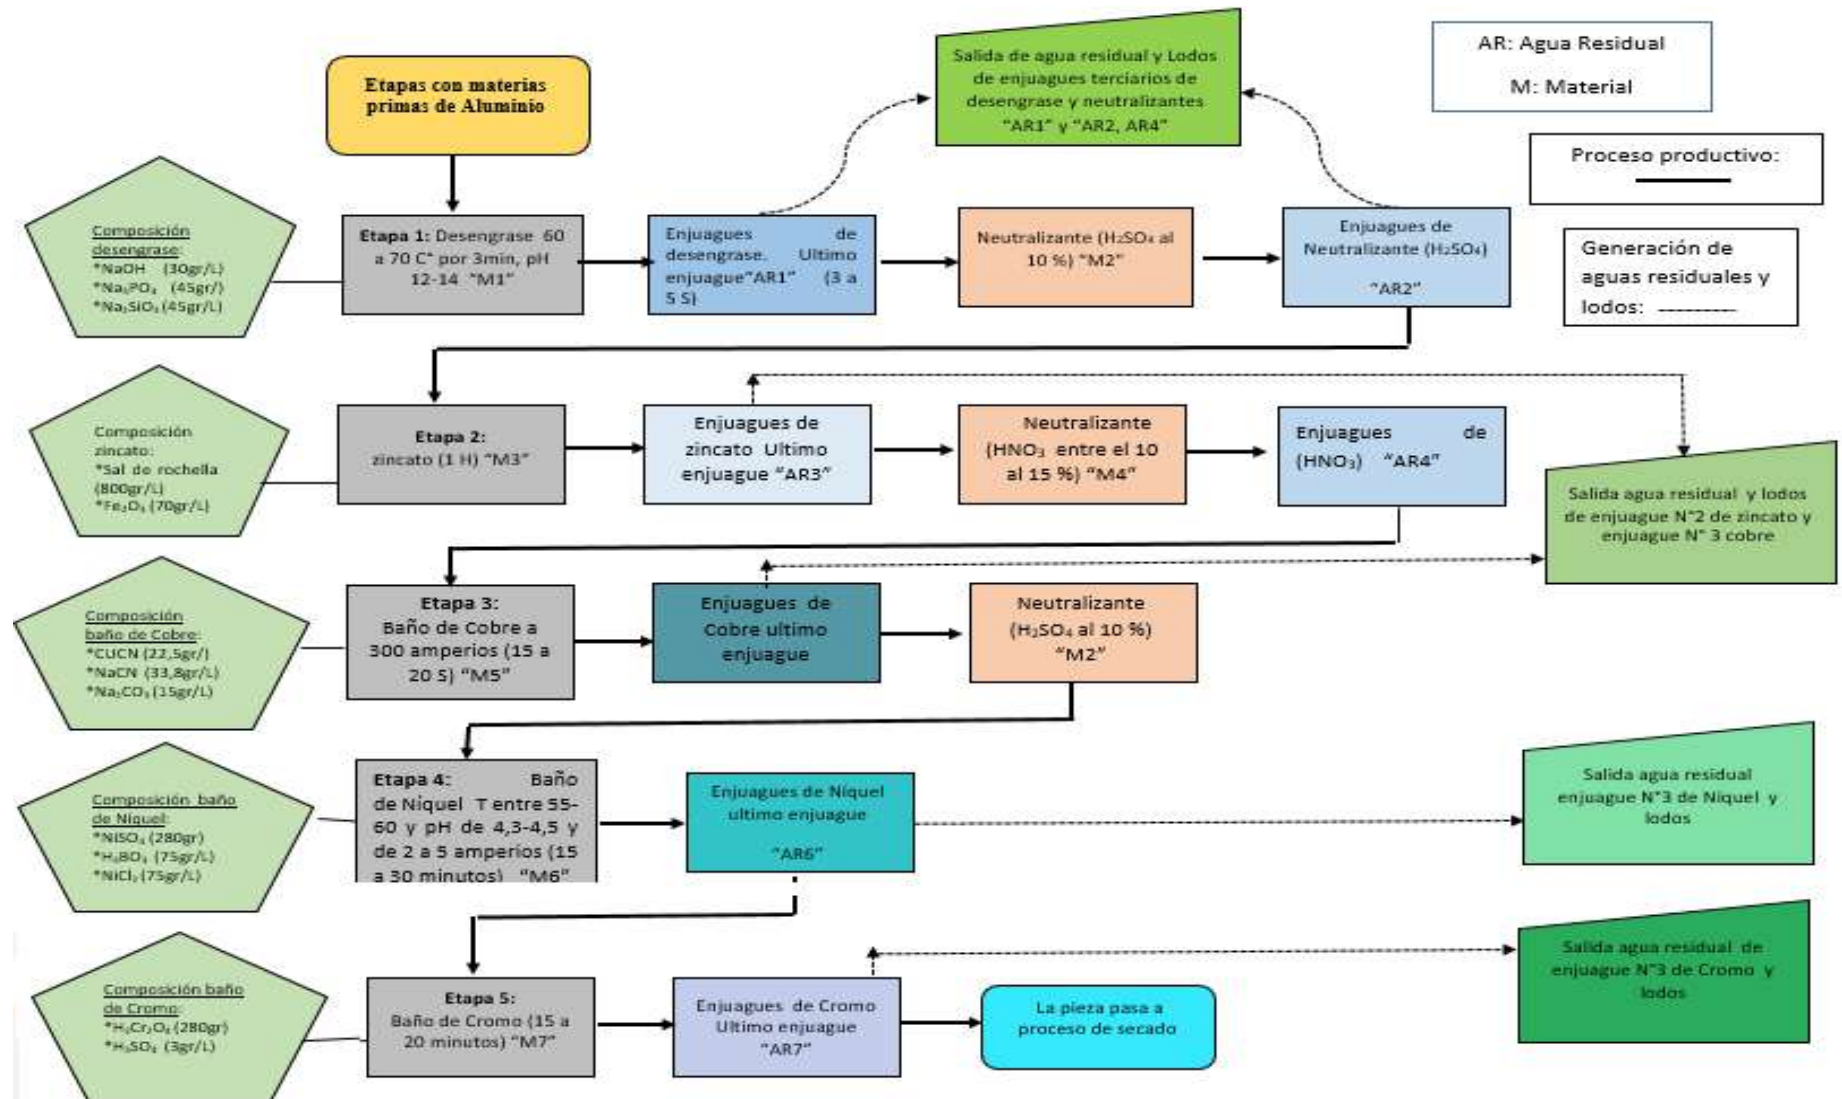 Etapas con materias
primas de Aluminio
Salida de agua residual y Lodos
de enjuagues terciarios de
desengrase y neutralizantes
"AR1" y "AR2, AR4"
AR: Agua Residual
M: Material
Proceso productivo:
Generación de
aguas residuales y
lodos:
Composición
desengrase:
*NaOH (30gr/L)
*Na₃PO₄ (45gr/)
*Na₂SiO₃ (45gr/L)
Etapa 1: Desengrase 60
a 70 C° por 3min, pH
12-14 "M1"
Enjuagues de
desengrase. Ultimo
enjuague"AR1" (3 a
5 S)
Neutralizante (H₂SO₄ al
10 %) "M2"
Enjuagues de
Neutralizante (H₂SO₄)
"AR2"
Composición
zincato:
*Sal de rochella
(800gr/L)
*Fe₂O₃ (70gr/L)
Etapa 2:
zincato (1 H) "M3"
Enjuagues de
zincato Ultimo
enjuague "AR3"
Neutralizante
(HNO₃ entre el 10
al 15 %) "M4"
Enjuagues de
(HNO₃) "AR4"
Salida agua residual y lodos
de enjuague N°2 de zincato y
enjuague N° 3 cobre
Composición
baño de Cobre:
*CUCN (22,5gr/)
*NaCN (33,8gr/L)
*Na₂CO₃ (15gr/L)
Etapa 3:
Baño de Cobre a
300 amperios (15 a
20 S) "M5"
Enjuagues de
Cobre ultimo
enjuague
Neutralizante
(H₂SO₄ al 10 %)
"M2"
Composición baño
de Niquel:
*NiSO₄ (280gr)
*H₃BO₃ (75gr/L)
*NiCl₂ (75gr/L)
Etapa 4: Baño
de Níquel T entre 55-
60 y pH de 4,3-4,5 y
de 2 a 5 amperios (15
a 30 minutos) "M6"
Enjuagues de Níquel
ultimo enjuague
"AR6"
Salida agua residual
enjuague N°3 de Niquel y
lodos
Composición baño
de Cromo:
*H₂Cr₂O₄ (280gr)
*H₂SO₄ (3gr/L)
Etapa 5:
Baño de Cromo (15 a
20 minutos) "M7"
Enjuagues de Cromo
Ultimo enjuague
"AR7"
La pieza pasa a
proceso de secado
Salida agua residual de
enjuague N°3 de Cromo y
lodos